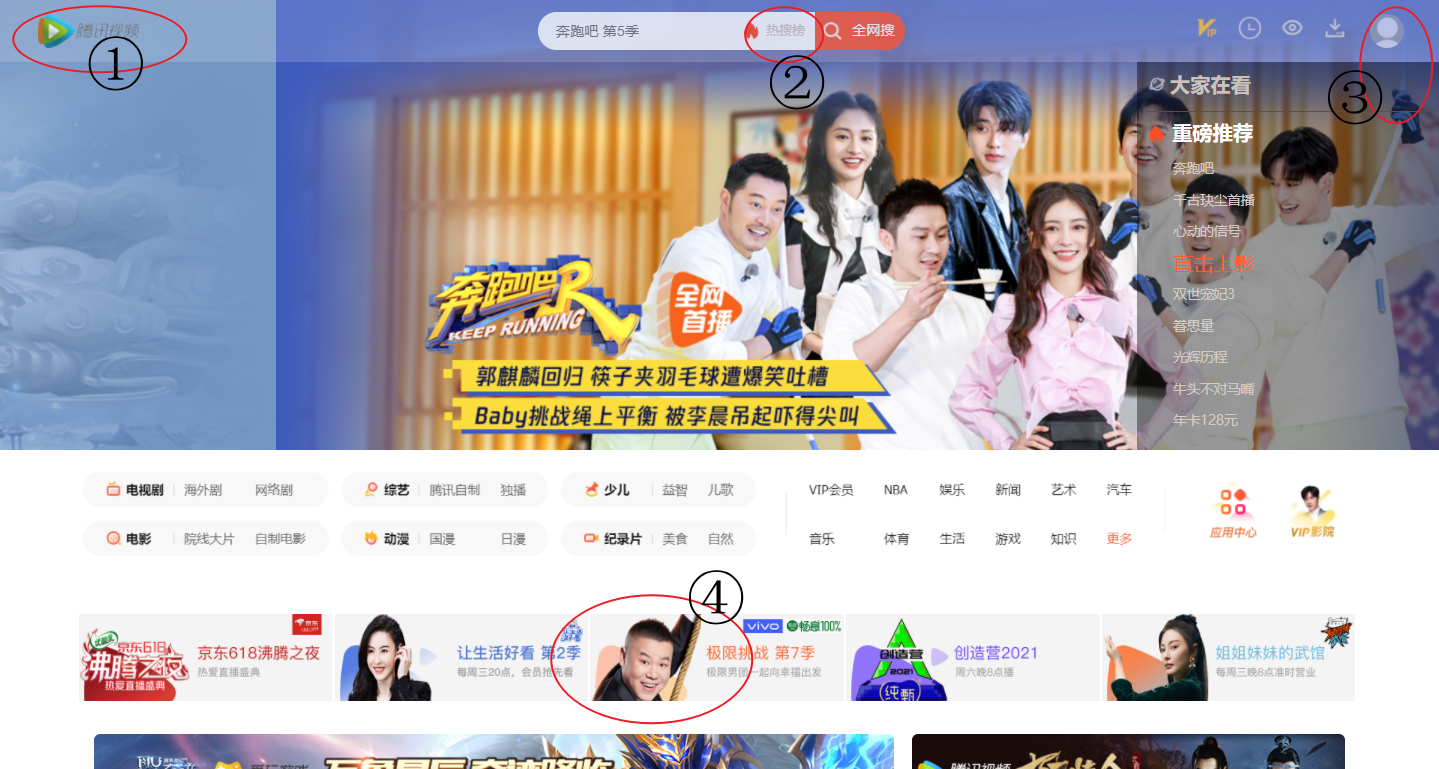 腾讯视频
①
奔跑吧 第5季
热搜榜
全网搜
VIP
②
③
大家在看
重磅推荐
奔跑吧
千古玦尘首播
心动的信号
直击上影
双世宠妃3
眷思量
光辉历程
牛头不对马嘴
年卡128元
奔跑吧R
KEEP RUNNING
全网
首播
郭麒麟回归 筷子夹羽毛球遭爆笑吐槽
Baby挑战绳上平衡 被李晨吊起吓得尖叫
电视剧 海外剧 网络剧
综艺 腾讯自制 独播
少儿 益智 儿歌
VIP会员 NBA 娱乐 新闻 艺术 汽车
电影 院线大片 自制电影
动漫 国漫 日漫
纪录片 美食 自然
音乐 体育 生活 游戏 知识 更多
应用中心
VIP影院
④
京东618
沸腾之夜
热爱直播盛典
京东
京东618沸腾之夜
热爱直播盛典
让生活好看 第2季
每周三20点，会员抢先看
vivo
畅意100%
极限挑战 第7季
极限男团一起向幸福出发
创造营
2021
纯甄
创造营2021
周六晚8点播
姐姐妹妹的武馆
每周三晚8点准时营业
腾讯视频